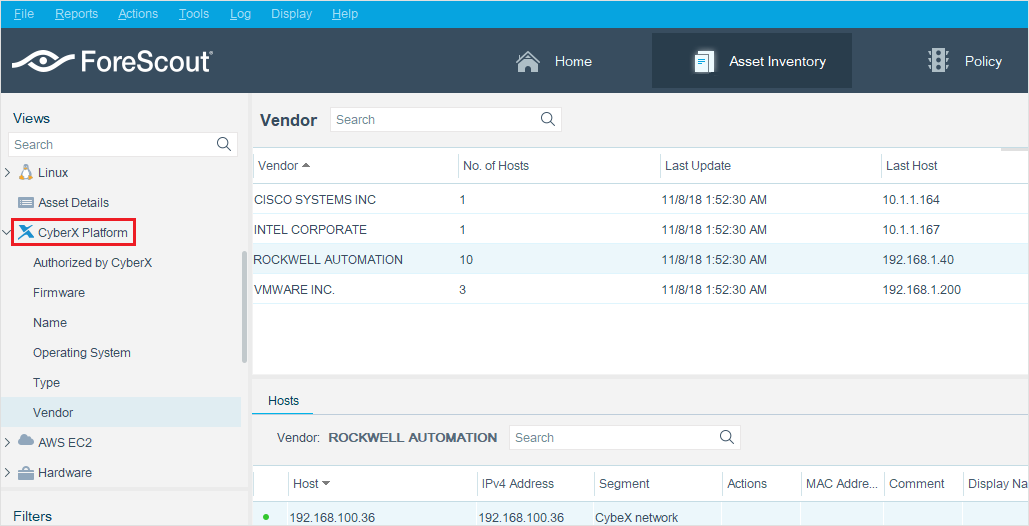 File Reports Actions Tools Log Display Help
ForeScout Home Asset Inventory Policy
Views
Search
Linux
Asset Details
CyberX Platform
Authorized by CyberX
Firmware
Name
Operating System
Type
Vendor
AWS EC2
Hardware
Filters
Vendor Search
Vendor No. of Hosts Last Update Last Host
CISCO SYSTEMS INC 1 11/8/18 1:52:30 AM 10.1.1.164
INTEL CORPORATE 1 11/8/18 1:52:30 AM 10.1.1.167
ROCKWELL AUTOMATION 10 11/8/18 1:52:30 AM 192.168.1.40
VMWARE INC. 3 11/8/18 1:52:30 AM 192.168.1.200
Hosts
Vendor: ROCKWELL AUTOMATION Search
Host IPv4 Address Segment Actions MAC Addre... Comment Display Na
192.168.100.36 192.168.100.36 CybeX network